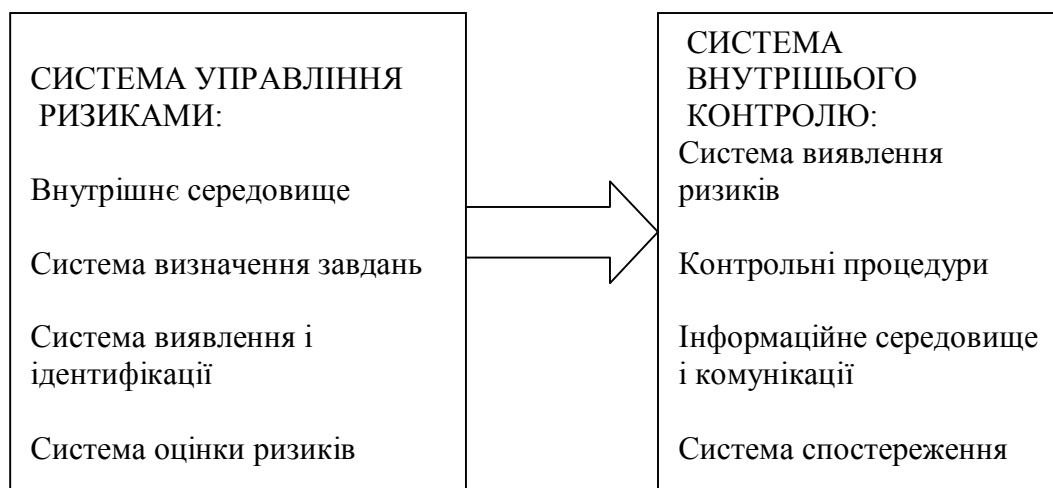 СИСТЕМА УПРАВЛІННЯ
РИЗИКАМИ:
Внутрішнє середовище
Система визначення завдань
Система виявлення і
ідентифікації
Система оцінки ризиків
СИСТЕМА
ВНУТРІШЬОГО
КОНТРОЛЮ:
Система виявлення
ризиків
Контрольні процедури
Інформаційне середовище
і комунікації
Система спостереження